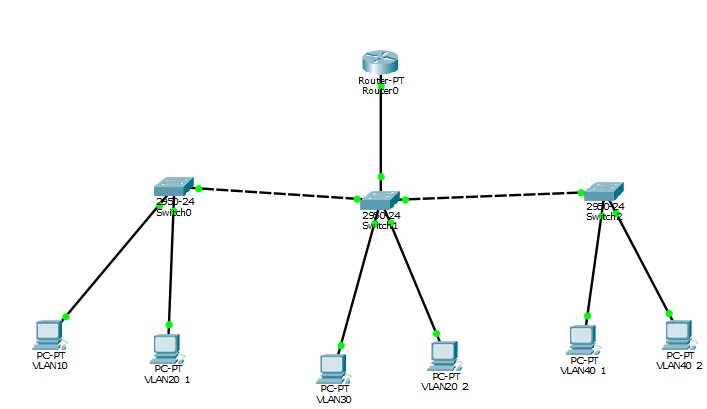 Router-PT
Router0
2950-24
Switch0
2950-24
Switch1
2950-24
Switch2
PC-PT
VLAN10
PC-PT
VLAN20_1
PC-PT
VLAN30
PC-PT
VLAN20_2
PC-PT
VLAN40_1
PC-PT
VLAN40_2